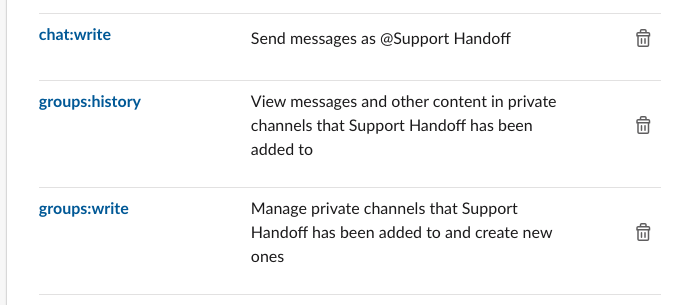 chat:write
Send messages as @Support Handoff
groups:history
View messages and other content in private
channels that Support Handoff has been
added to
groups:write
Manage private channels that Support
Handoff has been added to and create new
ones